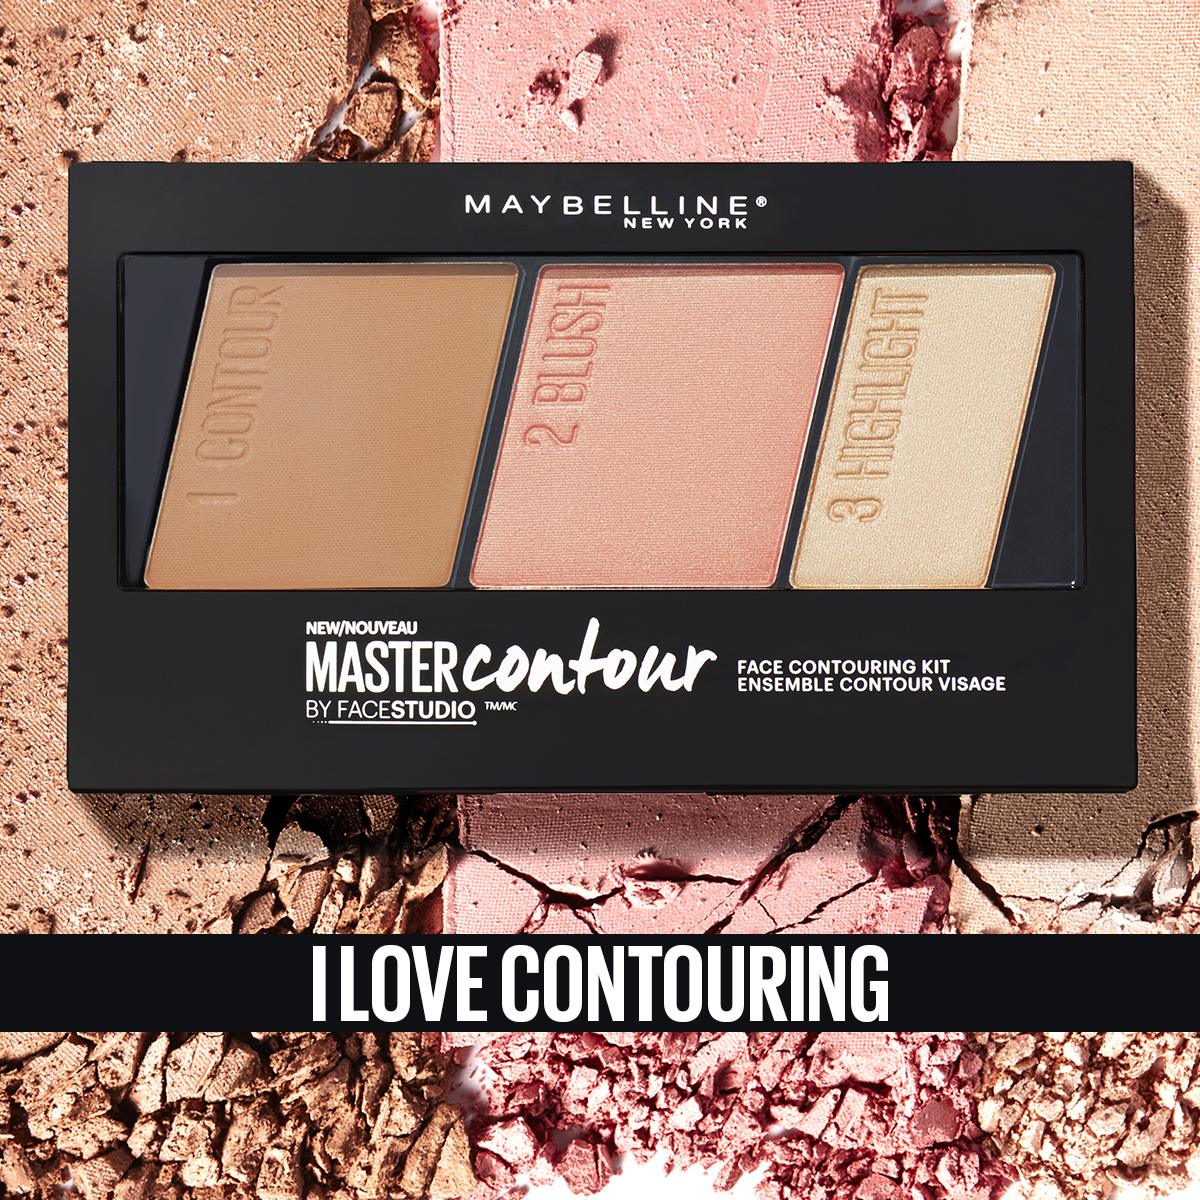 MAYBELLINE®
NEW YORK
1 CONTOUR
2 BLUSH
3 HIGHLIGHT
NEW/NOUVEAU
MASTER contour
BY FACESTUDIO TM/MC
FACE CONTOURING KIT
ENSEMBLE CONTOUR VISAGE
I LOVE CONTOURING